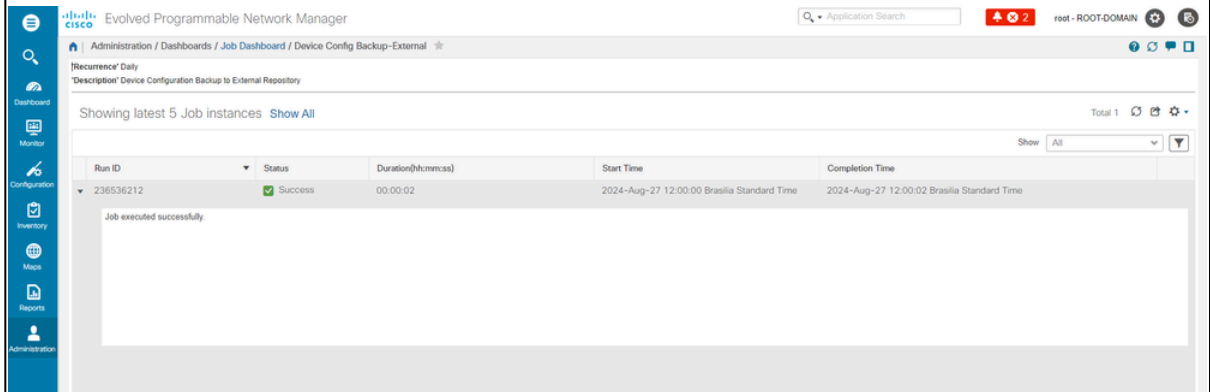 cisco Evolved Programmable Network Manager
Application Search
2
root - ROOT-DOMAIN
Administration / Dashboards / Job Dashboard / Device Config Backup-External
'Recurrence' Daily
'Description' Device Configuration Backup to External Repository
Showing latest 5 Job instances Show All
Total 1
Show All
Run ID Status Duration(hh:mm:ss) Start Time Completion Time
236536212 Success 00:00:02 2024-Aug-27 12:00:00 Brasilia Standard Time 2024-Aug-27 12:00:02 Brasilia Standard Time
Job executed successfully.
Dashboard
Monitor
Configuration
Inventory
Maps
Reports
Administration